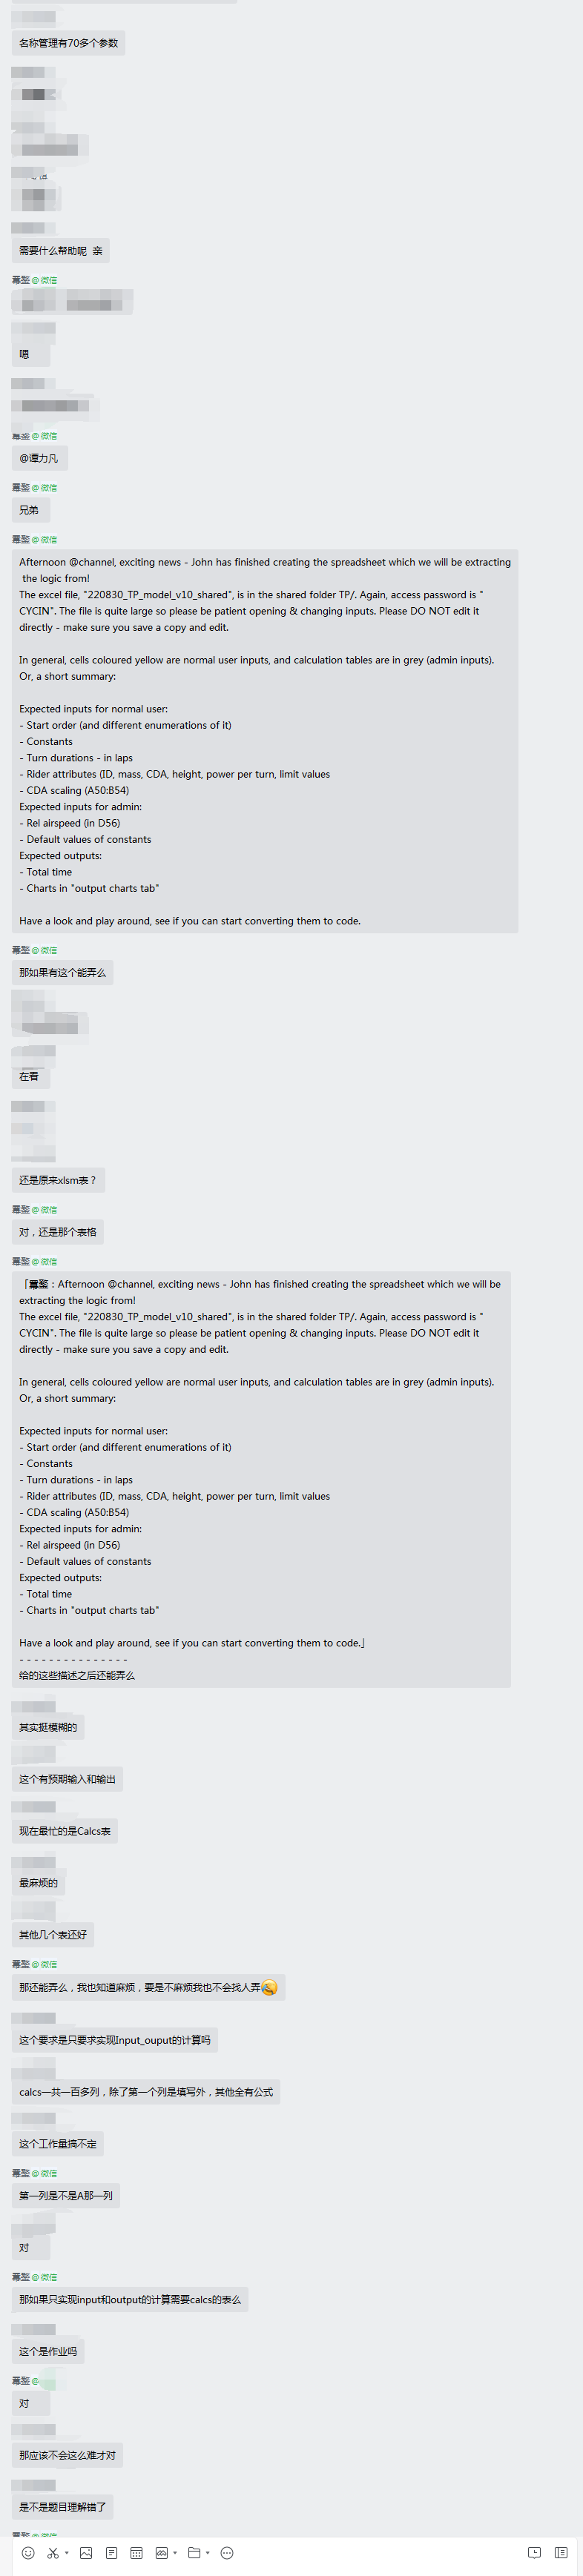 名称管理有70多个参数
需要什么帮助呢 亲
@微信
嗯
@微信
@谭力凡
@微信
兄弟
@微信
Afternoon @channel, exciting news - John has finished creating the spreadsheet which we will be extracting
the logic from!
The excel file, "220830_TP_model_v10_shared", is in the shared folder TP/. Again, access password is "
CYCIN". The file is quite large so please be patient opening & changing inputs. Please DO NOT edit it
directly - make sure you save a copy and edit.
In general, cells coloured yellow are normal user inputs, and calculation tables are in grey (admin inputs).
Or, a short summary:
Expected inputs for normal user:
- Start order (and different enumerations of it)
- Constants
- Turn durations - in laps
- Rider attributes (ID, mass, CDA, height, power per turn, limit values
- CDA scaling (A50:B54)
Expected inputs for admin:
- Rel airspeed (in D56)
- Default values of constants
Expected outputs:
- Total time
- Charts in "output charts tab"
Have a look and play around, see if you can start converting them to code.
@微信
那如果有这个能弄么
在看
还是原来xlsm表？
@微信
对，还是那个表格
@微信
「：Afternoon @channel, exciting news - John has finished creating the spreadsheet which we will be
extracting the logic from!
The excel file, "220830_TP_model_v10_shared", is in the shared folder TP/. Again, access password is "
CYCIN". The file is quite large so please be patient opening & changing inputs. Please DO NOT edit it
directly - make sure you save a copy and edit.
In general, cells coloured yellow are normal user inputs, and calculation tables are in grey (admin inputs).
Or, a short summary:
Expected inputs for normal user:
- Start order (and different enumerations of it)
- Constants
- Turn durations - in laps
- Rider attributes (ID, mass, CDA, height, power per turn, limit values
- CDA scaling (A50:B54)
Expected inputs for admin:
- Rel airspeed (in D56)
- Default values of constants
Expected outputs:
- Total time
- Charts in "output charts tab"
Have a look and play around, see if you can start converting them to code.」
- - - - - - - - - - - - - - -
给的这些描述之后还能弄么
其实挺模糊的
这个有预期输入和输出
现在最忙的是Calcs表
最麻烦的
其他几个表还好
@微信
那还能弄么，我也知道麻烦，要是不麻烦我也不会找人弄
这个要求是只要求实现Input_ouput的计算吗
calcs一共一百多列，除了第一个列是填写外，其他全有公式
这个工作量搞不定
@微信
第一列是不是A那一列
对
@微信
那如果只实现input和output的计算需要calcs的表么
这个是作业吗
@
对
那应该不会这么难才对
是不是题目理解错了